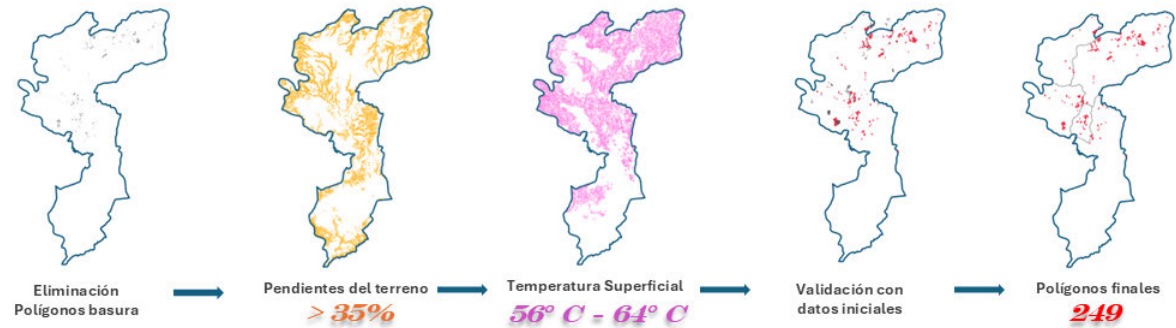 Eliminación
Polígonos basura
Pendientes del terreno
> 35%
Temperatura Superficial
56° C - 64° C
Validación con
datos iniciales
Polígonos finales
249